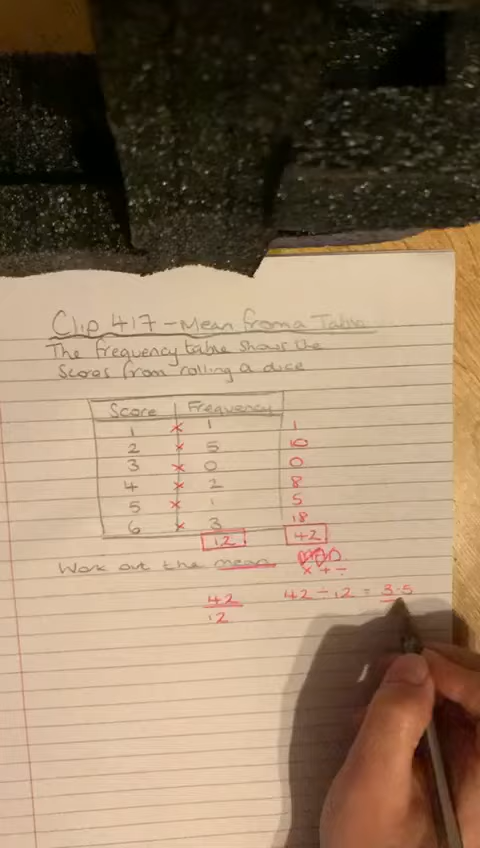 Clip 417 - Mean from a Table
The frequency table shows the
Scores from rolling a dice
Score Frequency
1 × 1 1
2 × 5 10
3 × 0 0
4 × 2 8
5 × 1 5
6 × 3 18
12 42
Work out the mean
× + ÷
42 42 ÷ 12 = 3.5
12